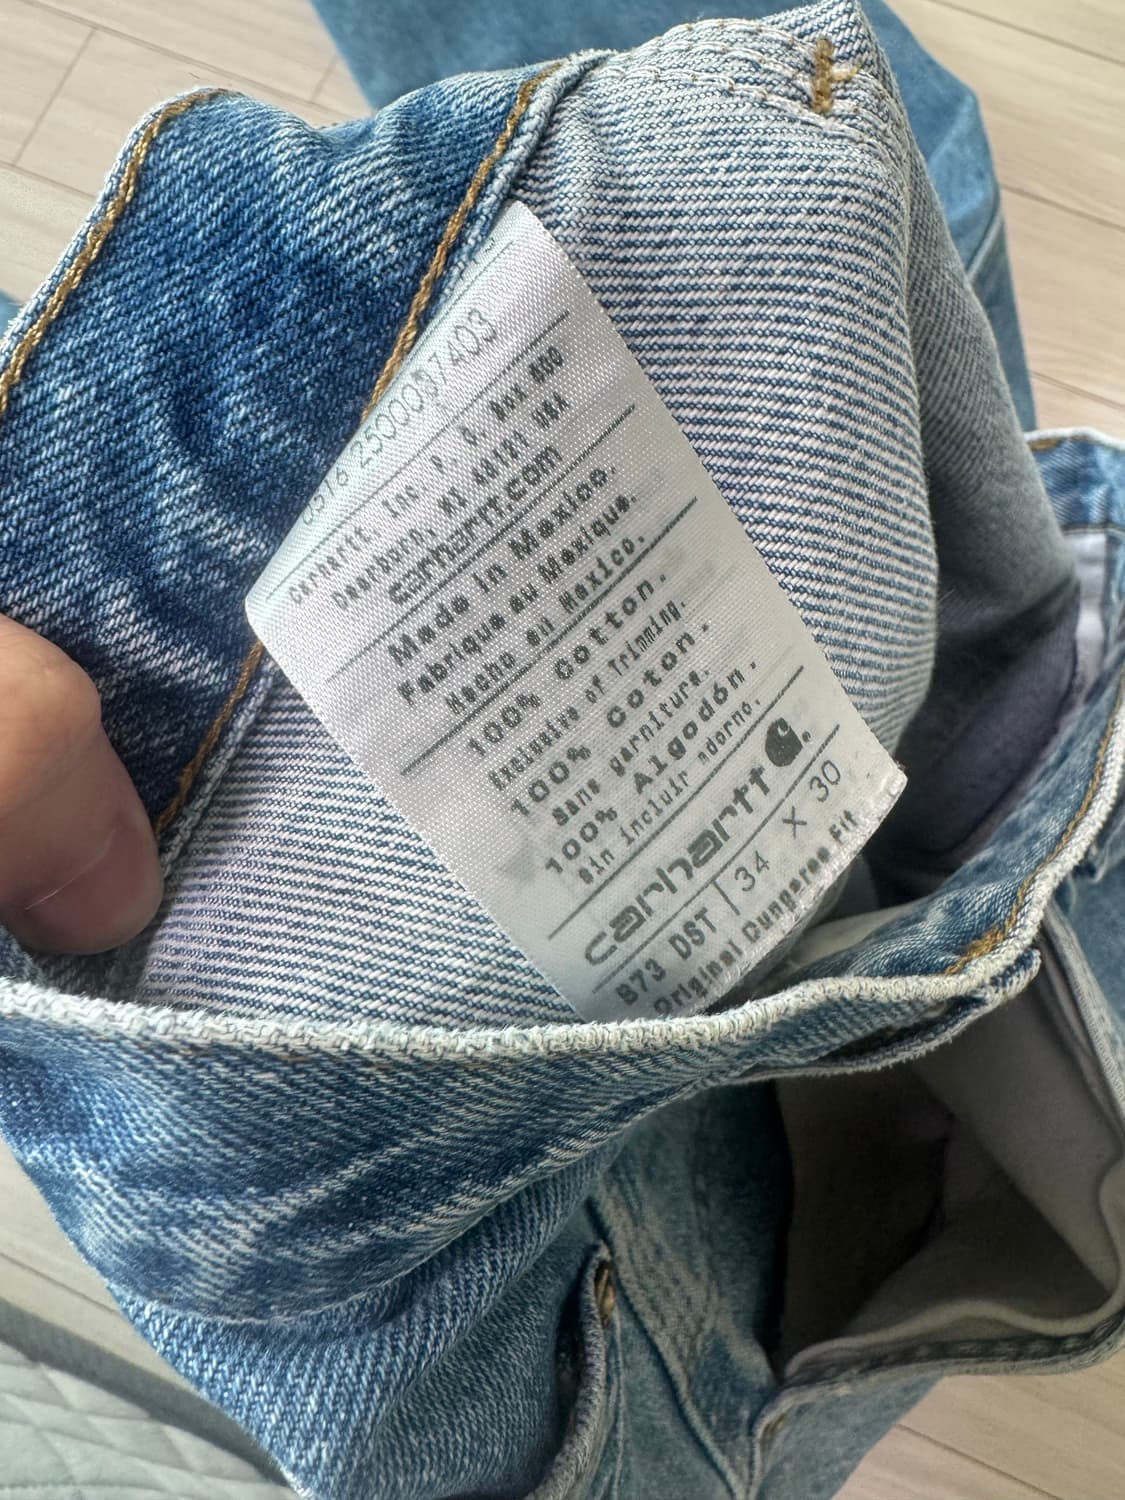 Carhartt, Inc P. O. Box 600
Dearborn, MI 48121 USA
carhartt.com
Made in Mexico.
Fabrique au Mexique.
Hecho en Mexico.
100% Cotton.
Exclusive of Trimming.
100% Coton.
sans garniture.
100% Algodón.
sin incluir adorno.
carhartt
B73 DST 34 X 30
Original Dungaree Fit